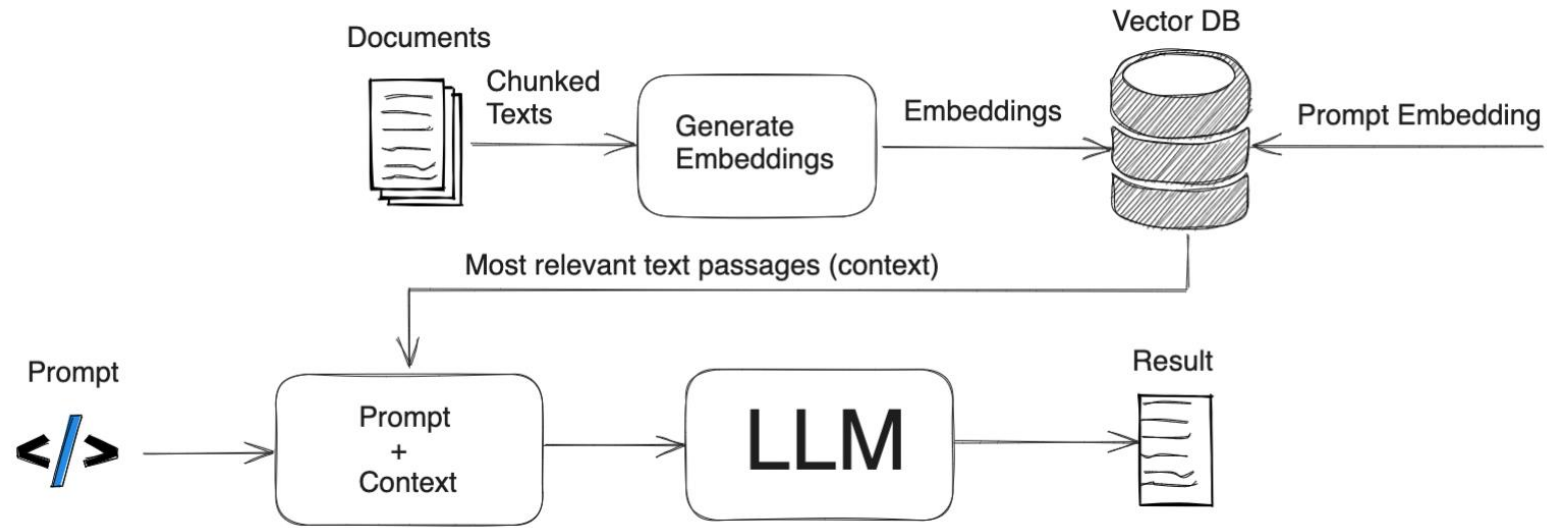 Documents
Chunked
Texts
Generate
Embeddings
Embeddings
Vector DB
Prompt Embedding
Most relevant text passages (context)
Prompt
</>
Prompt
+
Context
LLM
Result